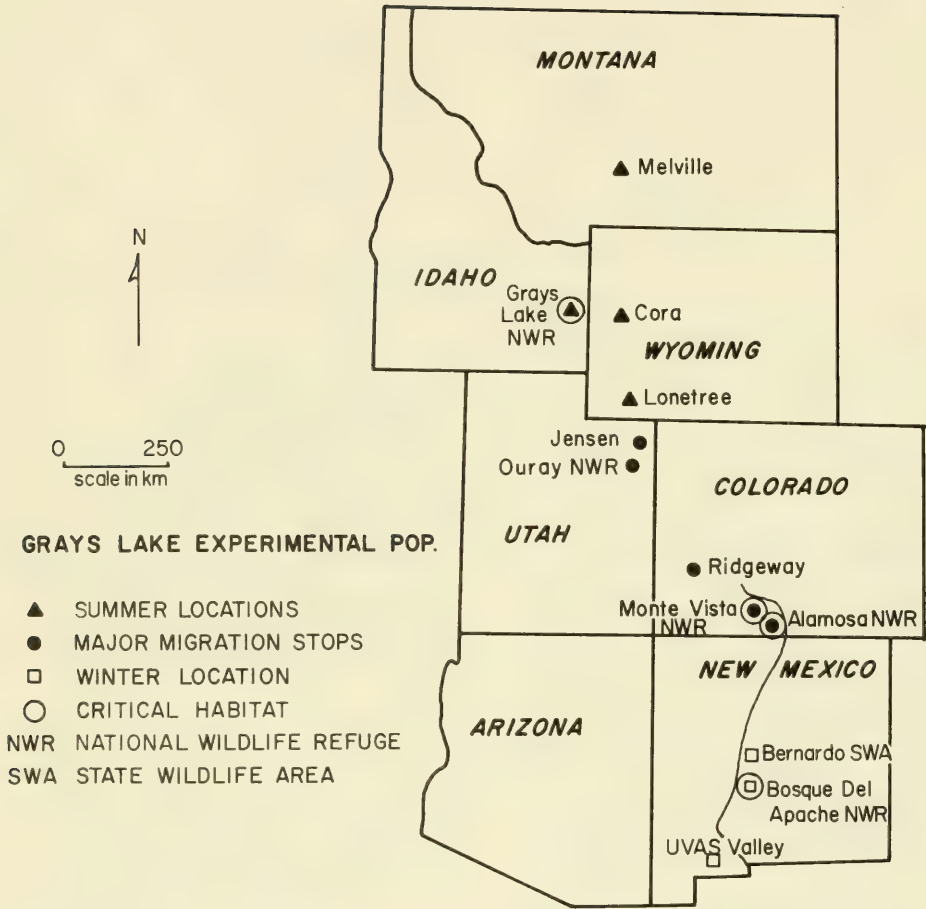 MONTANA
Melville
N
IDAHO
Grays
Lake
NWR
Cora
WYOMING
Lonetree
0 250
scale in km
Jensen
Ouray NWR
COLORADO
UTAH
GRAYS LAKE EXPERIMENTAL POP.
SUMMER LOCATIONS
MAJOR MIGRATION STOPS
WINTER LOCATION
CRITICAL HABITAT
NWR NATIONAL WILDLIFE REFUGE
SWA STATE WILDLIFE AREA
Ridgeway
Monte Vista
NWR
Alamosa NWR
NEW MEXICO
ARIZONA
Bernardo SWA
Bosque Del
Apache NWR
UVAS Valley